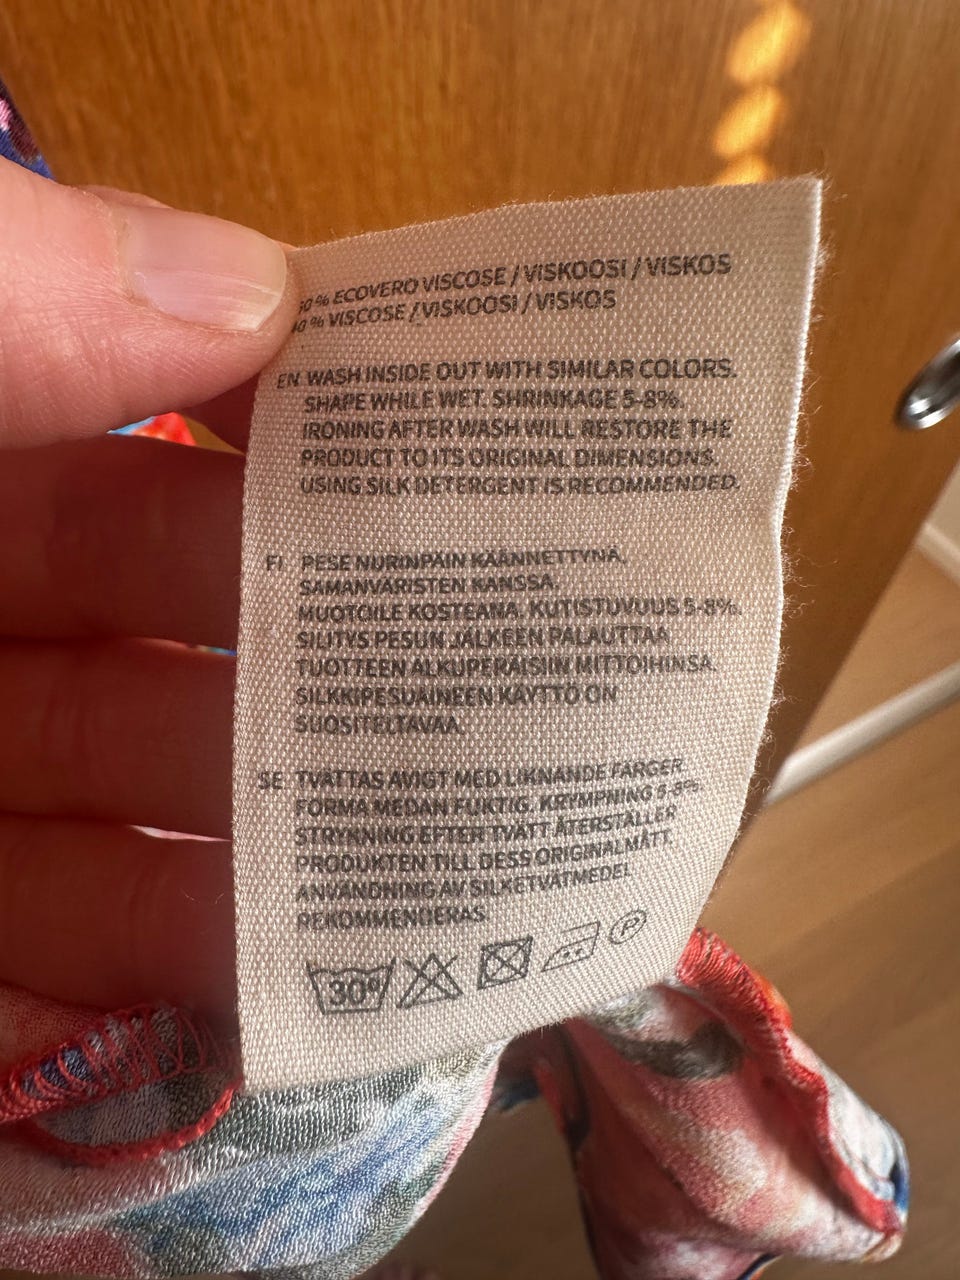 % ECOVERO VISCOSE / VISKOOSI / VISKOS
% VISCOSE / VISKOOSI / VISKOS
EN WASH INSIDE OUT WITH SIMILAR COLORS.
SHAPE WHILE WET. SHRINKAGE 5-8%.
IRONING AFTER WASH WILL RESTORE THE
PRODUCT TO ITS ORIGINAL DIMENSIONS.
USING SILK DETERGENT IS RECOMMENDED.
FI PESE NURINPÄIN KÄÄNNETTYNÄ,
SAMANVÄRISTEN KANSSA.
MUOTOILE KOSTEANA. KUTISTUVUUS 5-8%.
SILITYS PESUN JÄLKEEN PALAUTTAA
TUOTTEEN ALKUPERÄISIIN MITTOIHINSA.
SILKKIPESUAINEEN KÄYTTÖ ON
SUOSITELTAVAA.
SE TVÄTTAS AVIGT MED LIKNANDE FÄRGER.
FORMA MEDAN FUKTIG. KRYMPNING 5-8%.
STRYKNING EFTER TVÄTT ÅTERSTÄLLER
PRODUKTEN TILL DESS ORIGINALMÅTT.
ANVÄNDNING AV SILKETVÄTMEDEL
REKOMMENDERAS.
30° P